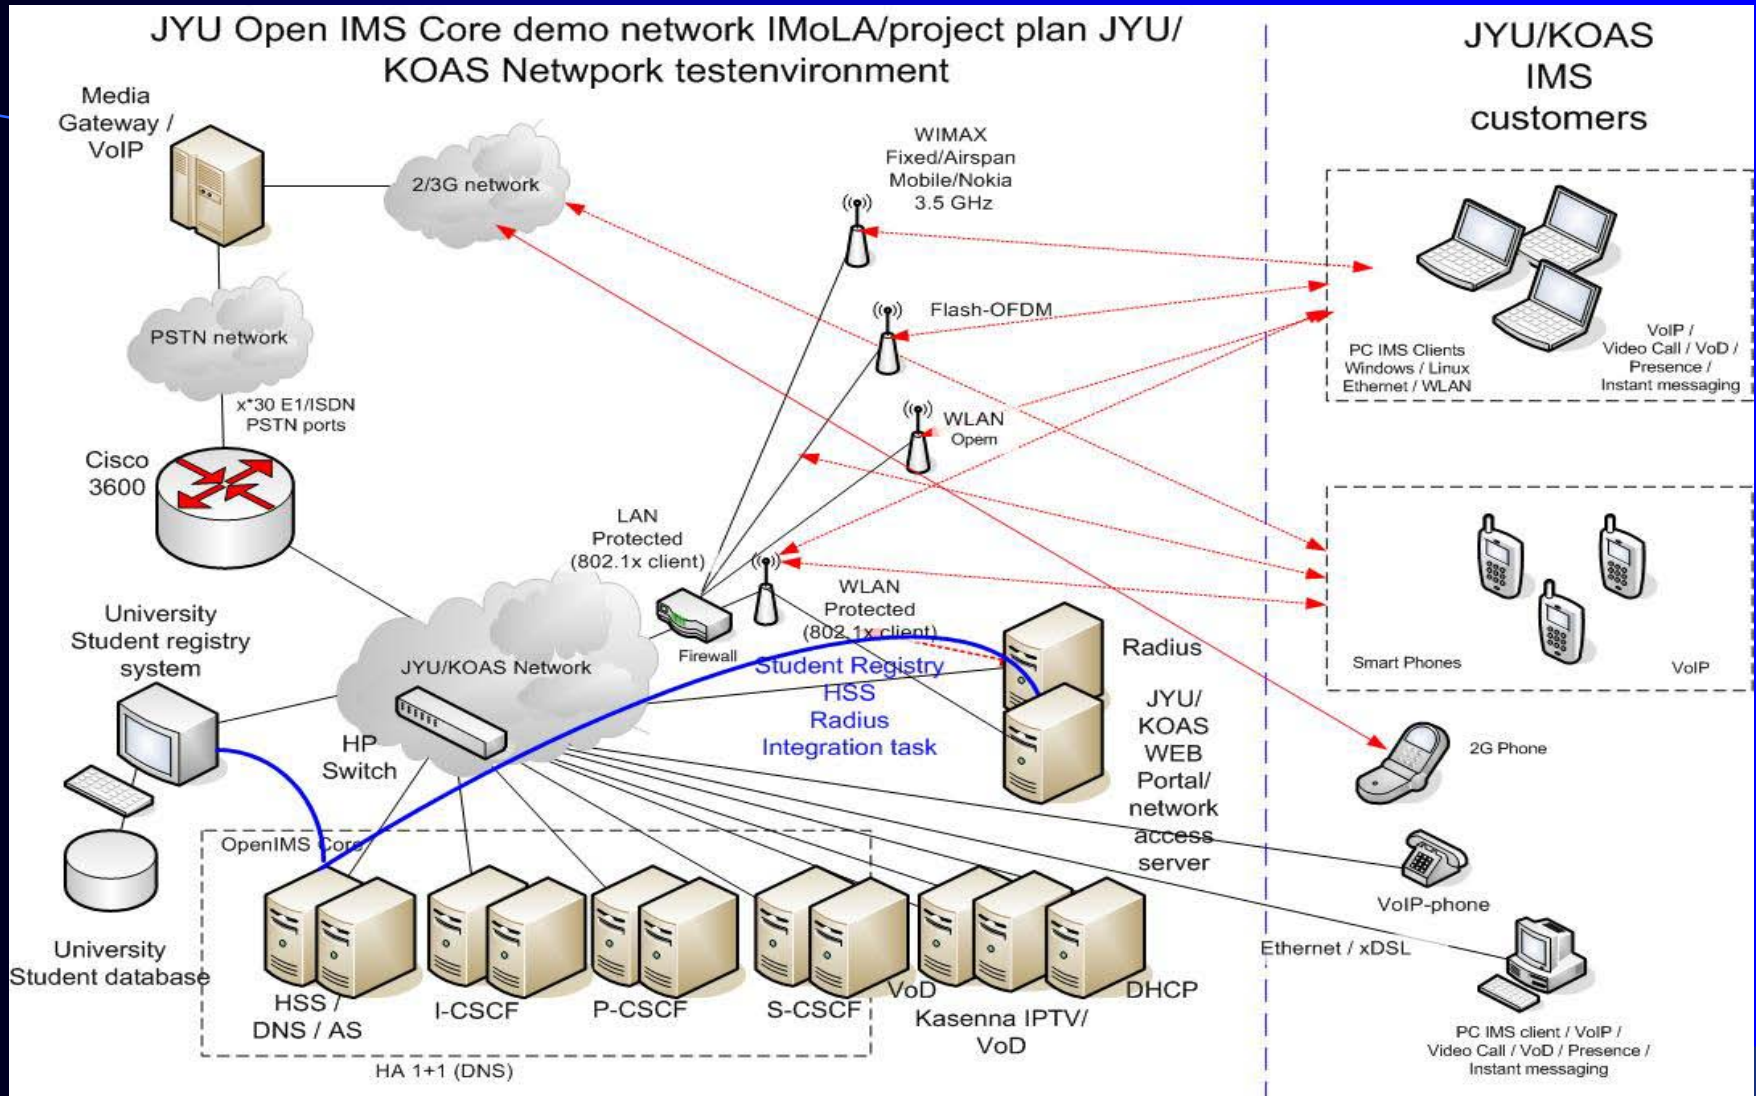 JYU Open IMS Core demo network IMoLA/project plan JYU/
KOAS Netwpork testenvironment
JYU/KOAS
IMS
customers
Media
Gateway /
VoIP
2/3G network
WIMAX
Fixed/Airspan
Mobile/Nokia
3.5 GHz
PSTN network
x*30 E1/ISDN
PSTN ports
Flash-OFDM
PC IMS Clients
Windows / Linux
Ethernet / WLAN
VoIP /
Video Call / VoD /
Presence /
Instant messaging
WLAN
Opem
Cisco
3600
LAN
Protected
(802.1x client)
WLAN
Protected
(802.1x client)
University
Student registry
system
JYU/KOAS Network
Firewall
Student Registry
HSS
Radius
Integration task
Radius
Smart Phones
VoIP
HP
Switch
JYU/
KOAS
WEB
Portal/
network
access
server
2G Phone
OpenIMS Core
VoIP-phone
University
Student database
Ethernet / xDSL
HSS /
DNS / AS
I-CSCF
P-CSCF
S-CSCF
VoD
Kasenna IPTV/
VoD
DHCP
PC IMS client / VoIP /
Video Call / VoD / Presence /
Instant messaging
HA 1+1 (DNS)